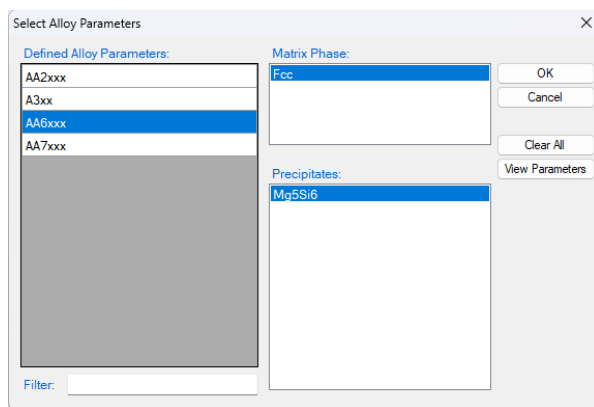 Select Alloy Parameters
Defined Alloy Parameters:
AA2xxx
A3xx
AA6xxx
AA7xxx
Filter:
Matrix Phase:
Fcc
Precipitates:
Mg5Si6
OK
Cancel
Clear All
View Parameters